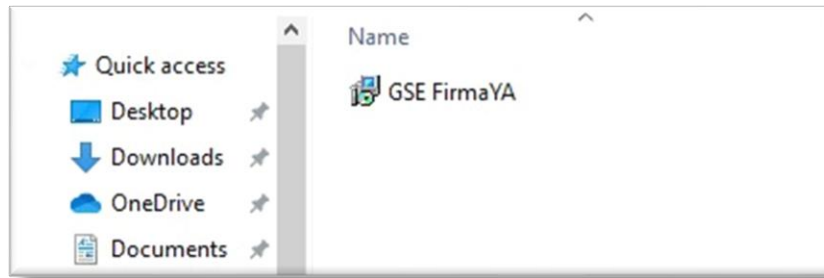 Quick access
Desktop
Downloads
OneDrive
Documents
Name
GSE FirmaYA